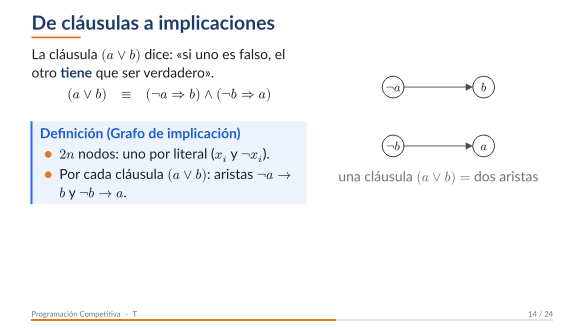 De cláusulas a implicaciones
La cláusula (a ∨ b) dice: «si uno es falso, el
otro tiene que ser verdadero».
(a ∨ b) ≡ (¬a ⇒ b) ∧ (¬b ⇒ a)
Definición (Grafo de implicación)
2n nodos: uno por literal (xᵢ y ¬xᵢ).
Por cada cláusula (a ∨ b): aristas ¬a →
b y ¬b → a.
¬a b
¬b a
una cláusula (a ∨ b) = dos aristas
Programación Competitiva · T
14 / 24